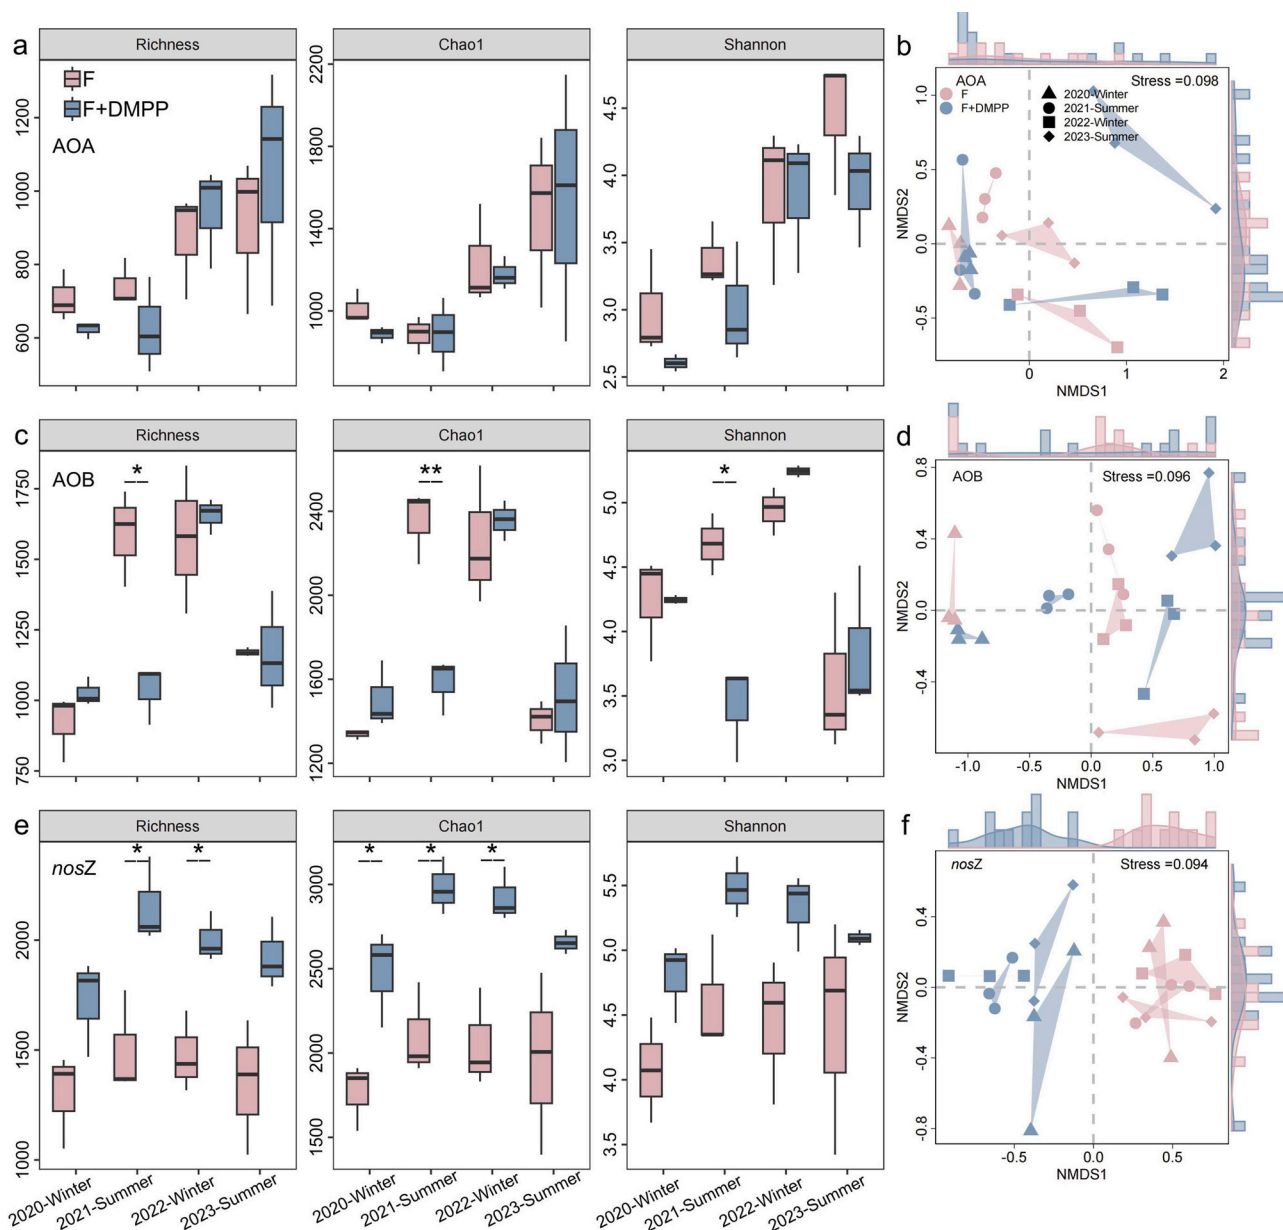 a
Richness
Chao1
Shannon
F
F+DMPP
AOA
600
800
1000
1200
1000
1400
1800
2200
2.5
3.0
3.5
4.0
4.5
b
AOA
F
F+DMPP
2020-Winter
2021-Summer
2022-Winter
2023-Summer
Stress =0.098
NMDS2
1.0
0.5
0.0
-0.5
0
1
2
NMDS1
c
Richness
Chao1
Shannon
AOB
*
**
*
750
1000
1250
1500
1750
1200
1600
2000
2400
3.0
3.5
4.0
4.5
5.0
d
AOB
Stress =0.096
NMDS2
0.8
0.4
0.0
-0.4
-1.0
-0.5
0.0
0.5
1.0
NMDS1
e
Richness
Chao1
Shannon
nosZ
*
*
*
*
*
1000
1500
2000
1500
2000
2500
3000
3.5
4.0
4.5
5.0
5.5
2020-Winter
2021-Summer
2022-Winter
2023-Summer
2020-Winter
2021-Summer
2022-Winter
2023-Summer
2020-Winter
2021-Summer
2022-Winter
2023-Summer
f
nosZ
Stress =0.094
NMDS2
0.4
0.0
-0.4
-0.8
-0.5
0.0
0.5
NMDS1